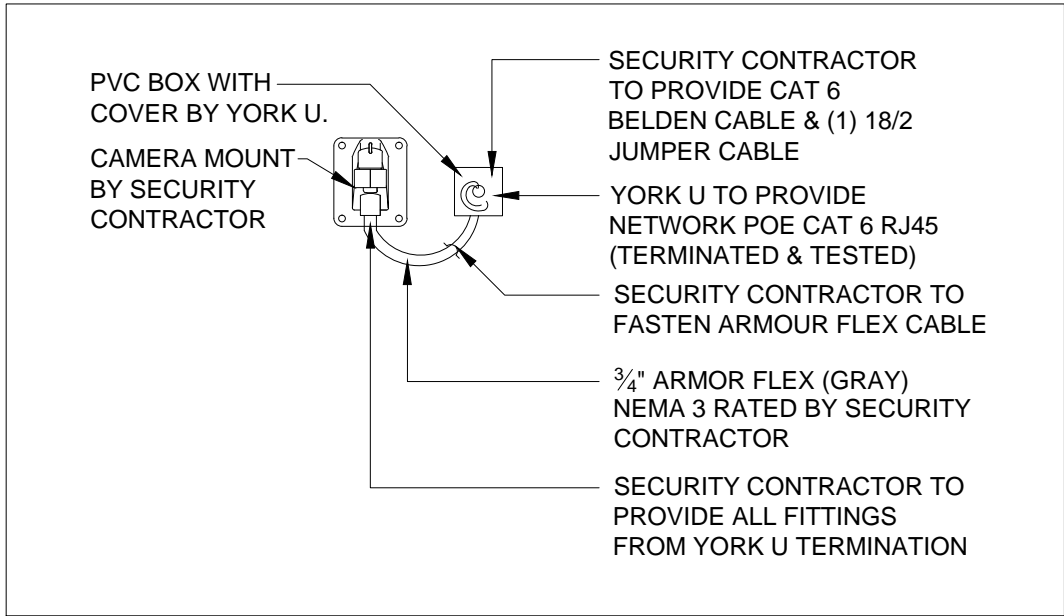 PVC BOX WITH
COVER BY YORK U.
CAMERA MOUNT
BY SECURITY
CONTRACTOR
SECURITY CONTRACTOR
TO PROVIDE CAT 6
BELDEN CABLE & (1) 18/2
JUMPER CABLE
YORK U TO PROVIDE
NETWORK POE CAT 6 RJ45
(TERMINATED & TESTED)
SECURITY CONTRACTOR TO
FASTEN ARMOUR FLEX CABLE
3⁄4" ARMOR FLEX (GRAY)
NEMA 3 RATED BY SECURITY
CONTRACTOR
SECURITY CONTRACTOR TO
PROVIDE ALL FITTINGS
FROM YORK U TERMINATION